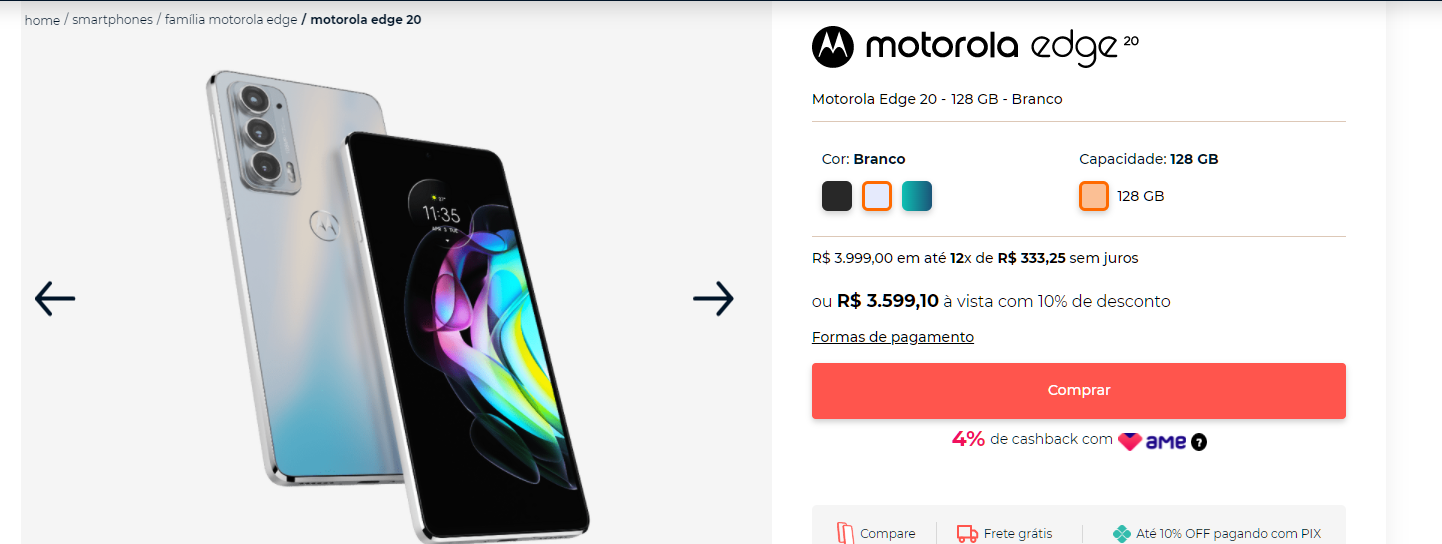 home / smartphones / família motorola edge / motorola edge 20
motorola edge 20
Motorola Edge 20 - 128 GB - Branco
Cor: Branco
Capacidade: 128 GB
128 GB
11:35
APR 5 TUE
R$ 3.999,00 em até 12x de R$ 333,25 sem juros
ou R$ 3.599,10 à vista com 10% de desconto
Formas de pagamento
Comprar
4% de cashback com AME ?
Compare
Frete grátis
Até 10% OFF pagando com PIX